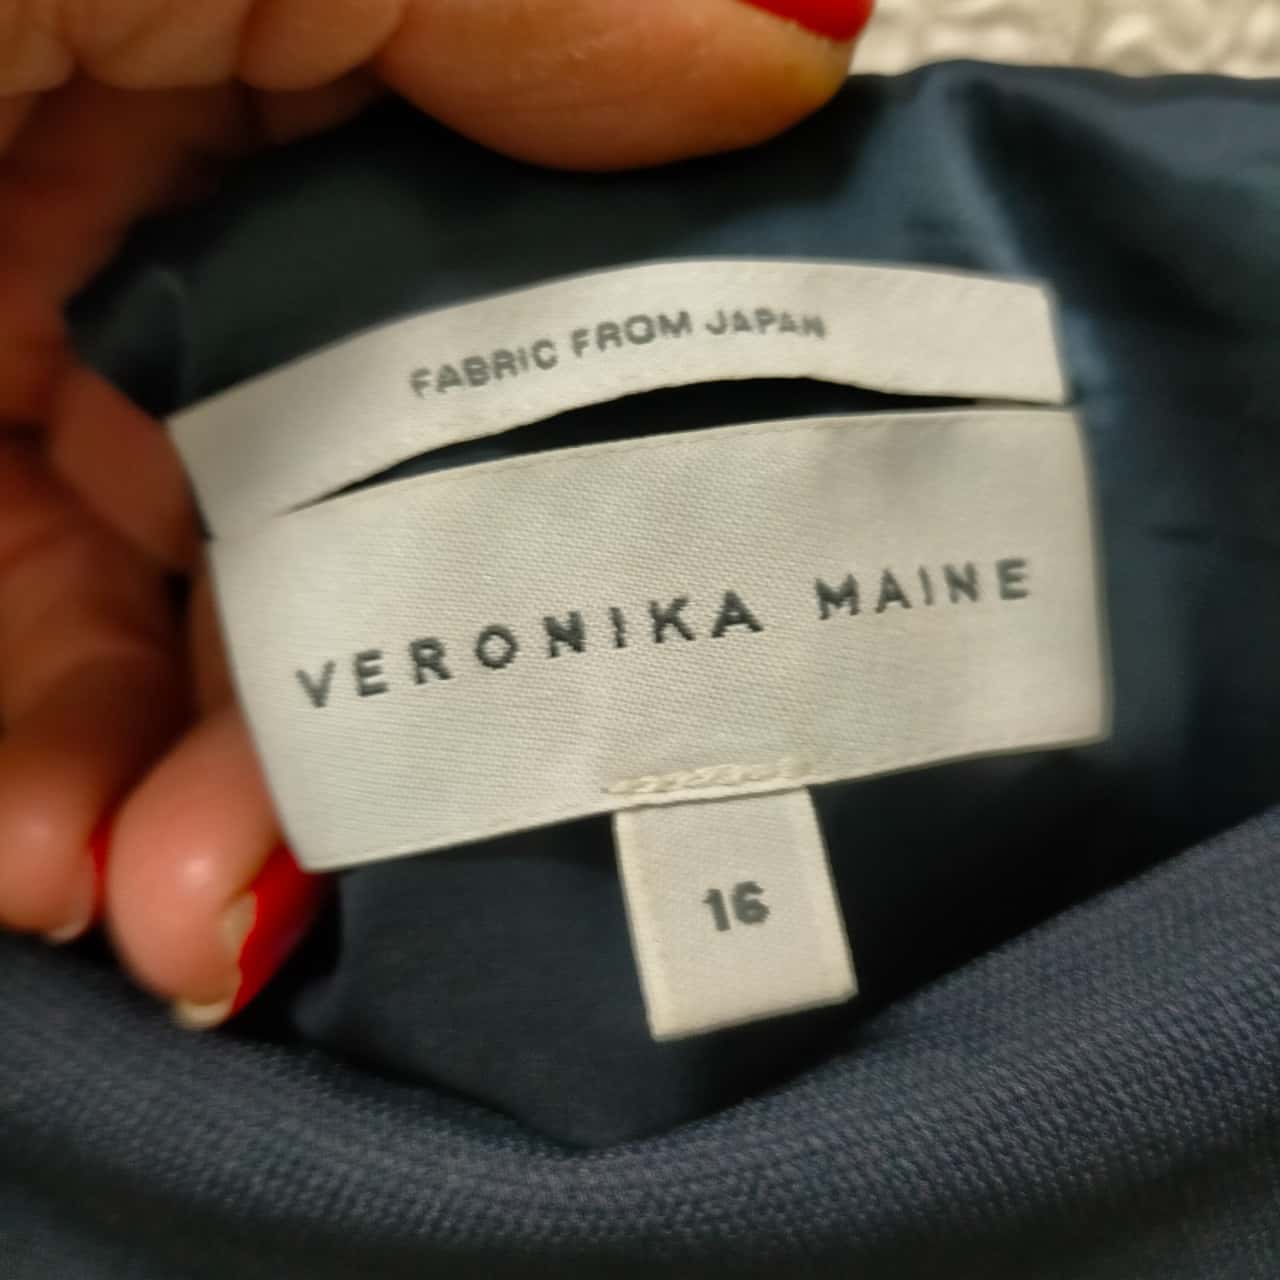 FABRIC FROM JAPAN
VERONIKA MAINE
16